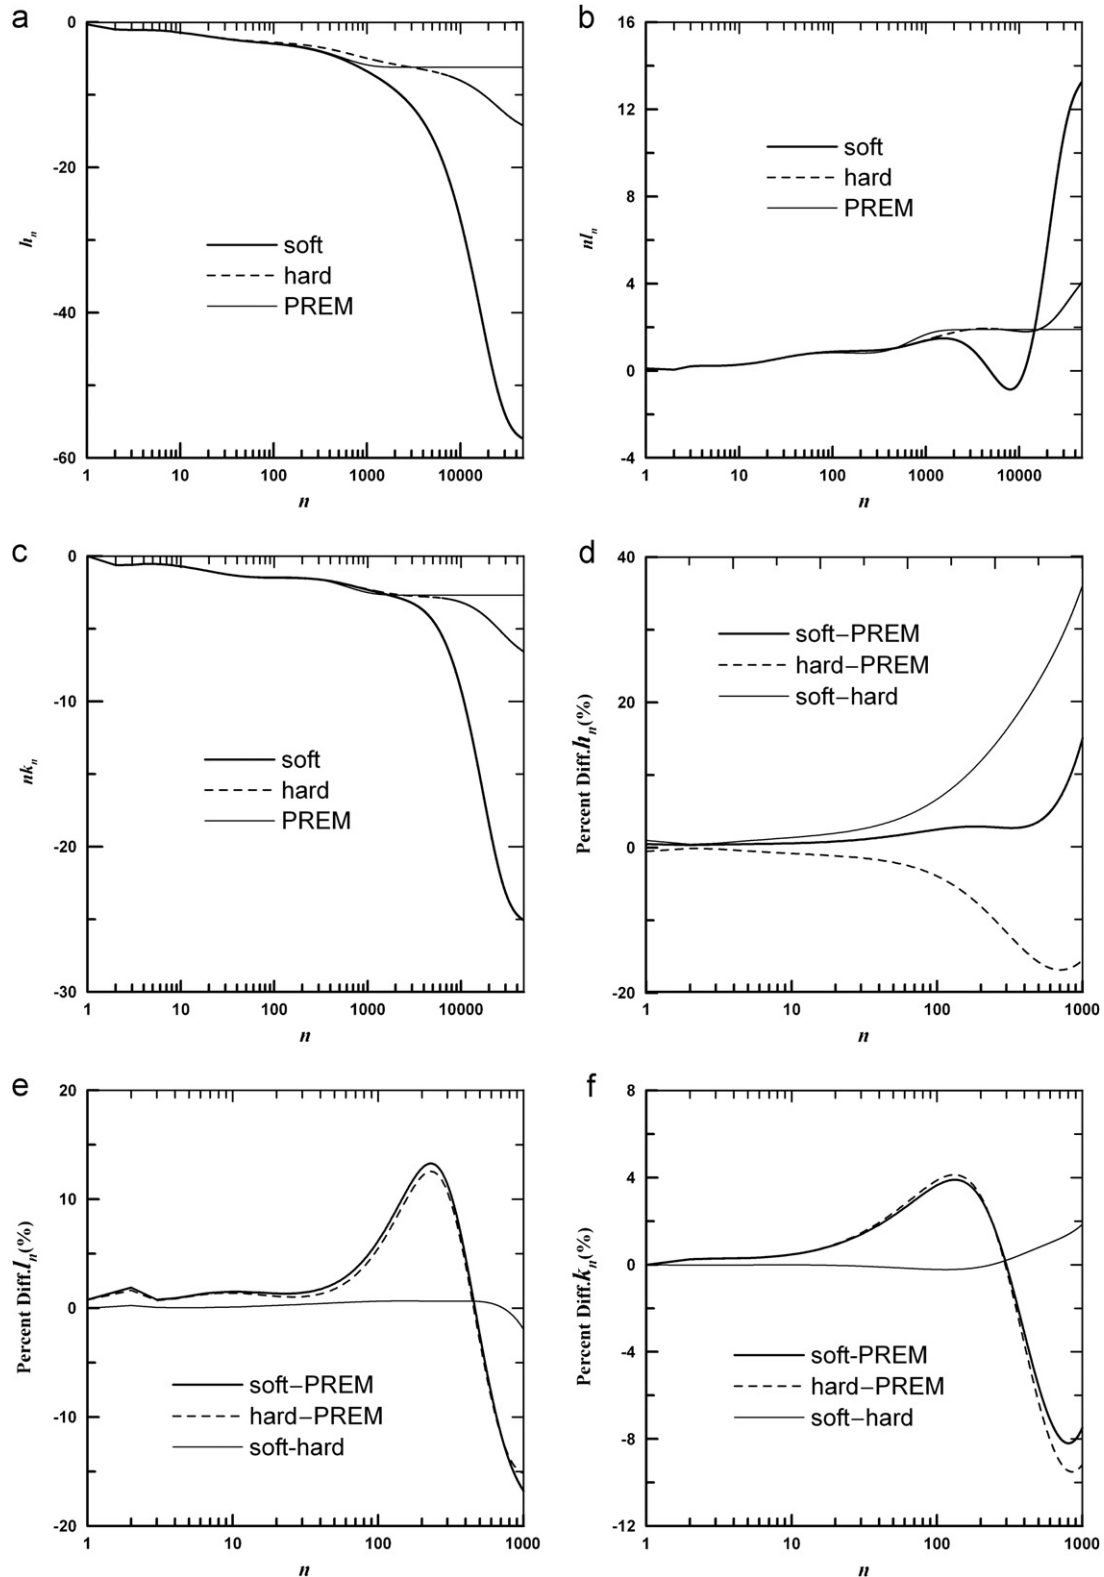 a
0
-20
-40
-60
h_n
soft
hard
PREM
1 10 100 1000 10000
n
b
16
12
8
4
0
-4
nl_n
soft
hard
PREM
1 10 100 1000 10000
n
c
0
-10
-20
-30
nk_n
soft
hard
PREM
1 10 100 1000 10000
n
d
40
20
0
-20
Percent Diff.h_n(%)
soft–PREM
hard–PREM
soft–hard
1 10 100 1000
n
e
20
10
0
-10
-20
Percent Diff.l_n(%)
soft–PREM
hard–PREM
soft-hard
1 10 100 1000
n
f
8
4
0
-4
-8
-12
Percent Diff.k_n(%)
soft-PREM
hard–PREM
soft–hard
1 10 100 1000
n